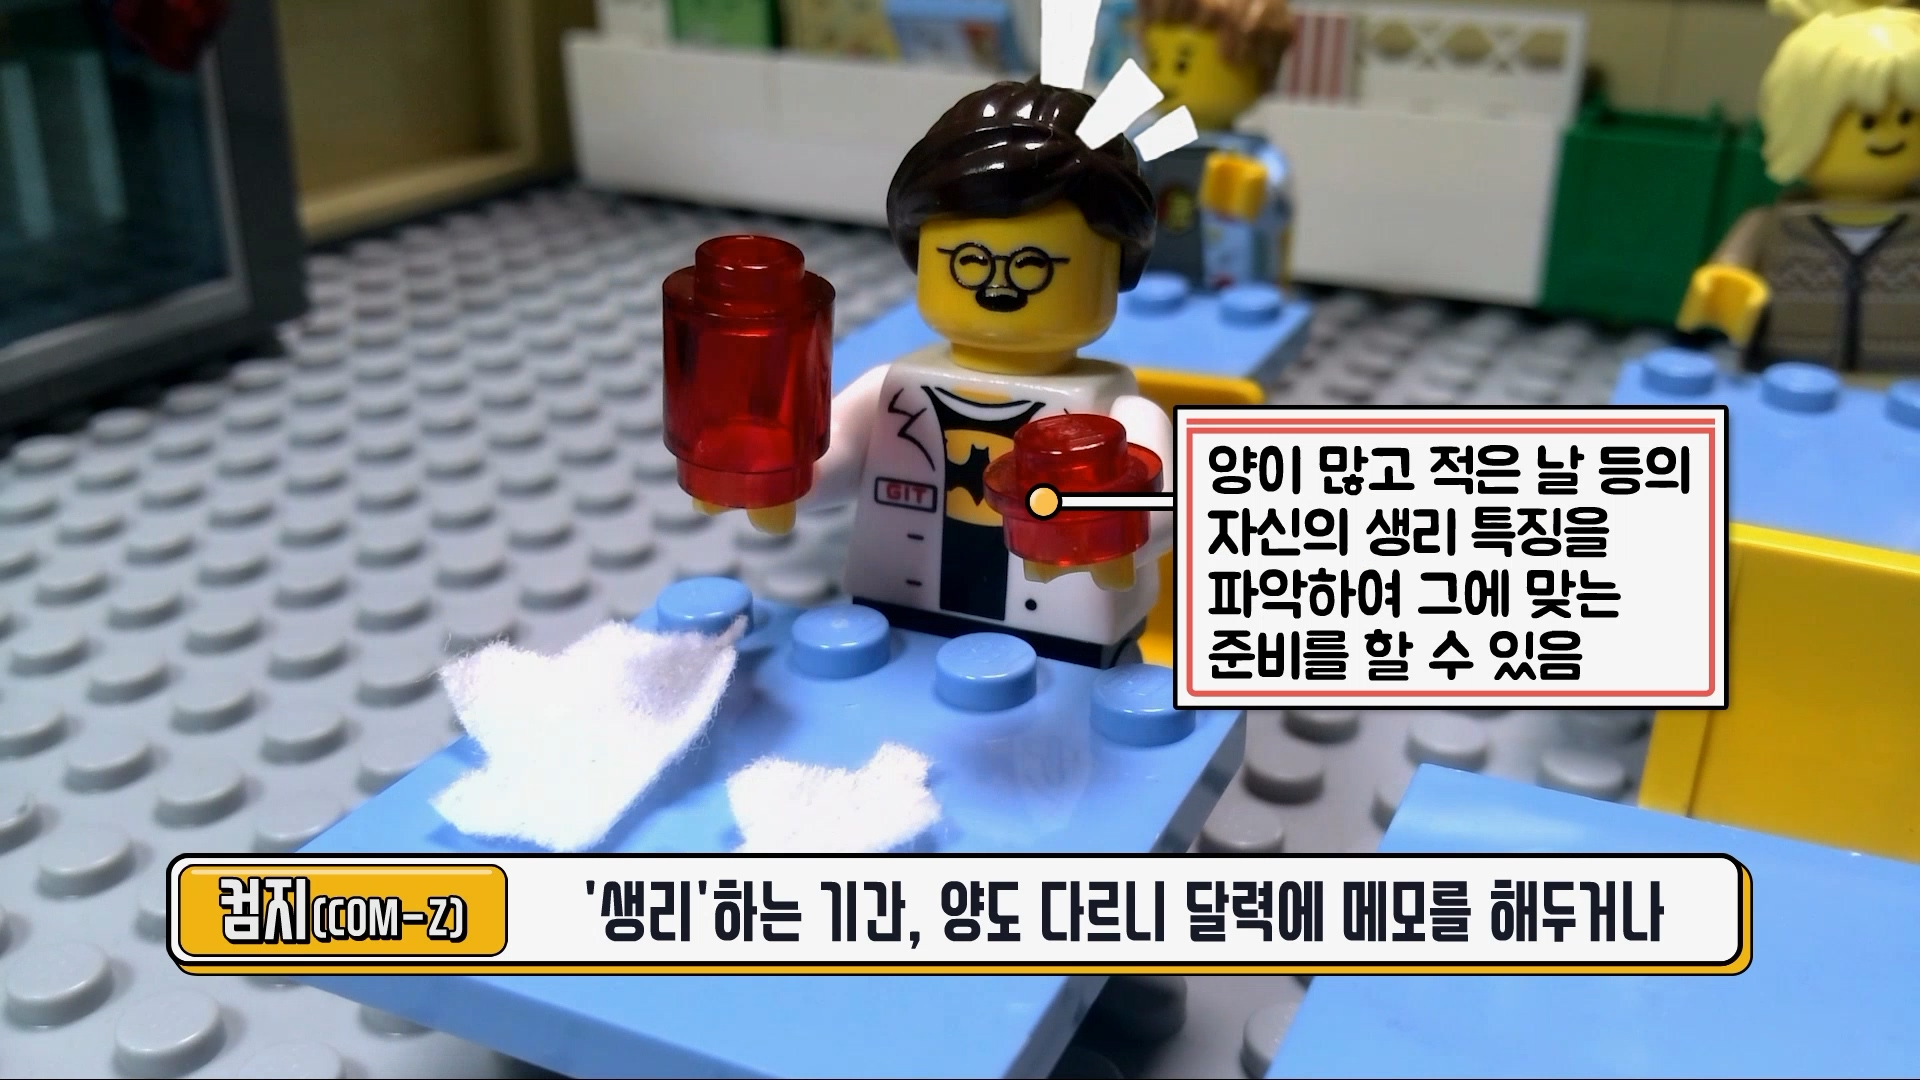 GIT
양이 많고 적은 날 등의
자신의 생리 특징을
파악하여 그에 맞는
준비를 할 수 있음
컴지(COM-Z) '생리'하는 기간, 양도 다르니 달력에 메모를 해두거나